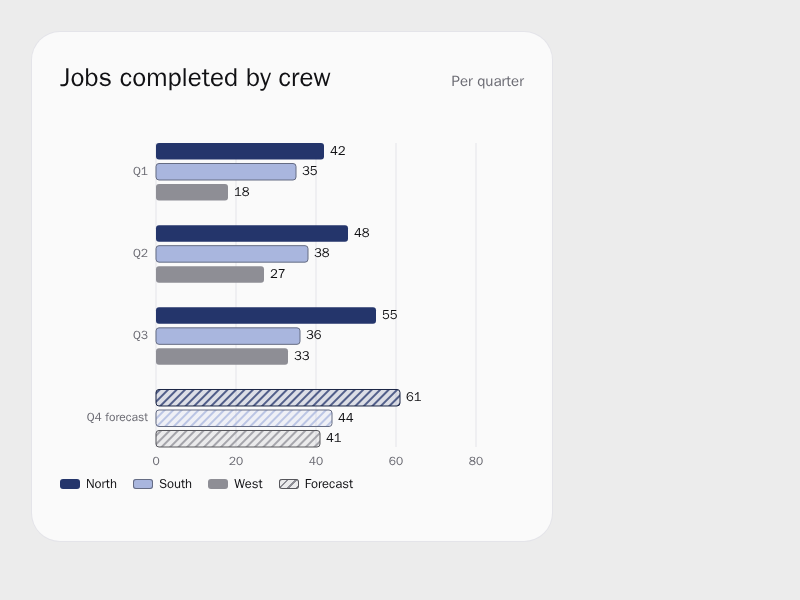 Jobs completed by crew
Per quarter
42
Q1 35
18
48
Q2 38
27
55
Q3 36
33
61
Q4 forecast 44
41
0 20 40 60 80
North South West Forecast